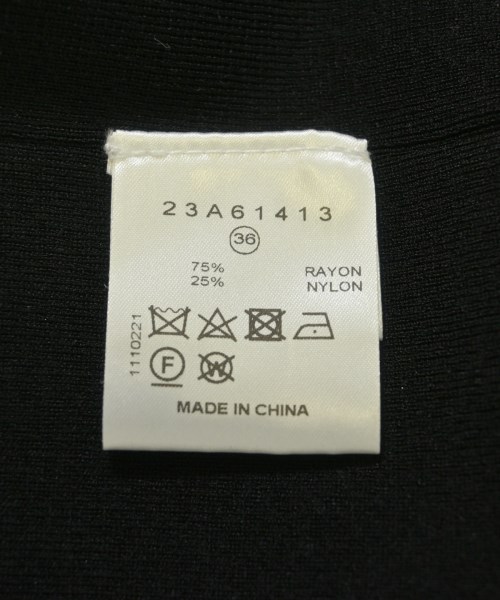 23A61413
36
75% RAYON
25% NYLON
1110221
F W
MADE IN CHINA